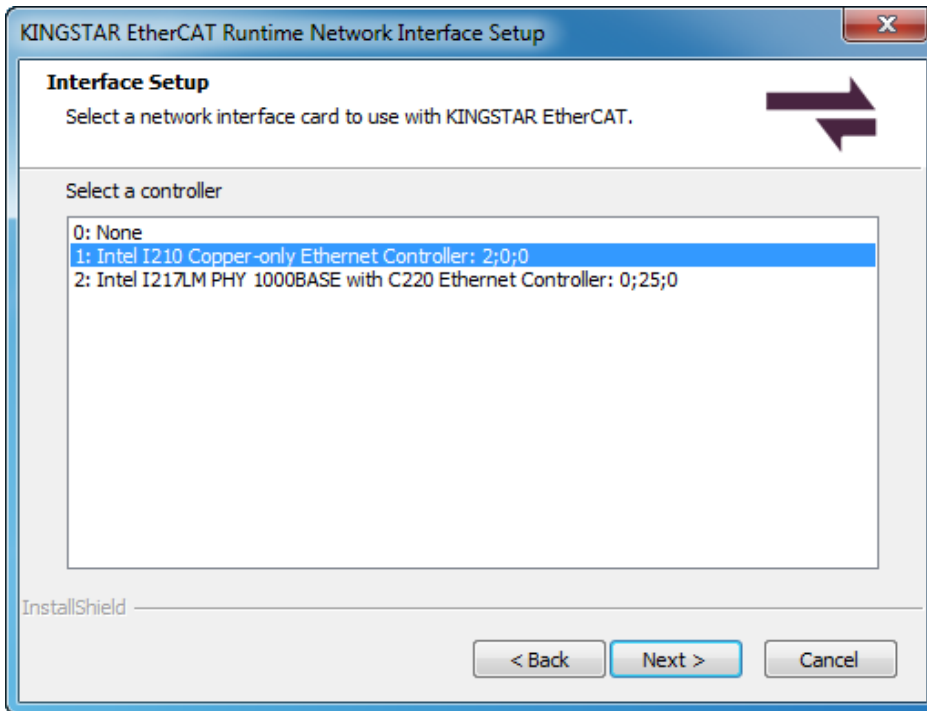 KINGSTAR EtherCAT Runtime Network Interface Setup
Interface Setup
Select a network interface card to use with KINGSTAR EtherCAT.
Select a controller
0: None
1: Intel I210 Copper-only Ethernet Controller: 2;0;0
2: Intel I217LM PHY 1000BASE with C220 Ethernet Controller: 0;25;0
InstallShield
< Back
Next >
Cancel